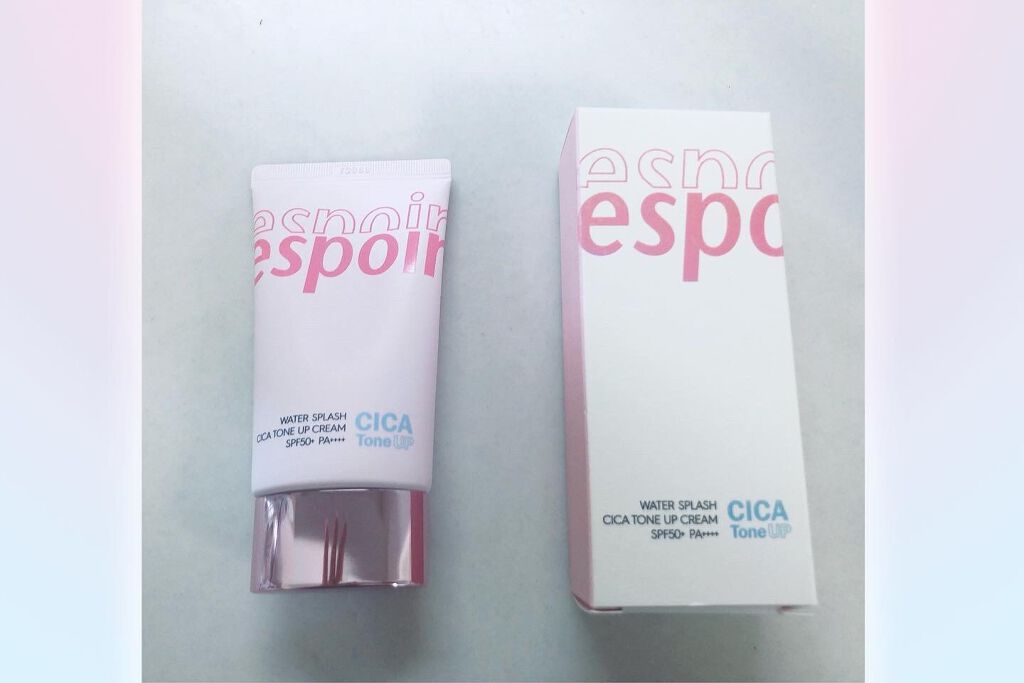 espoir
espoir
WATER SPLASH
CICA TONE UP CREAM
SPF50+ PA++++
CICA
Tone UP
espo
espo
WATER SPLASH
CICA TONE UP CREAM
SPF50+ PA++++
CICA
Tone UP